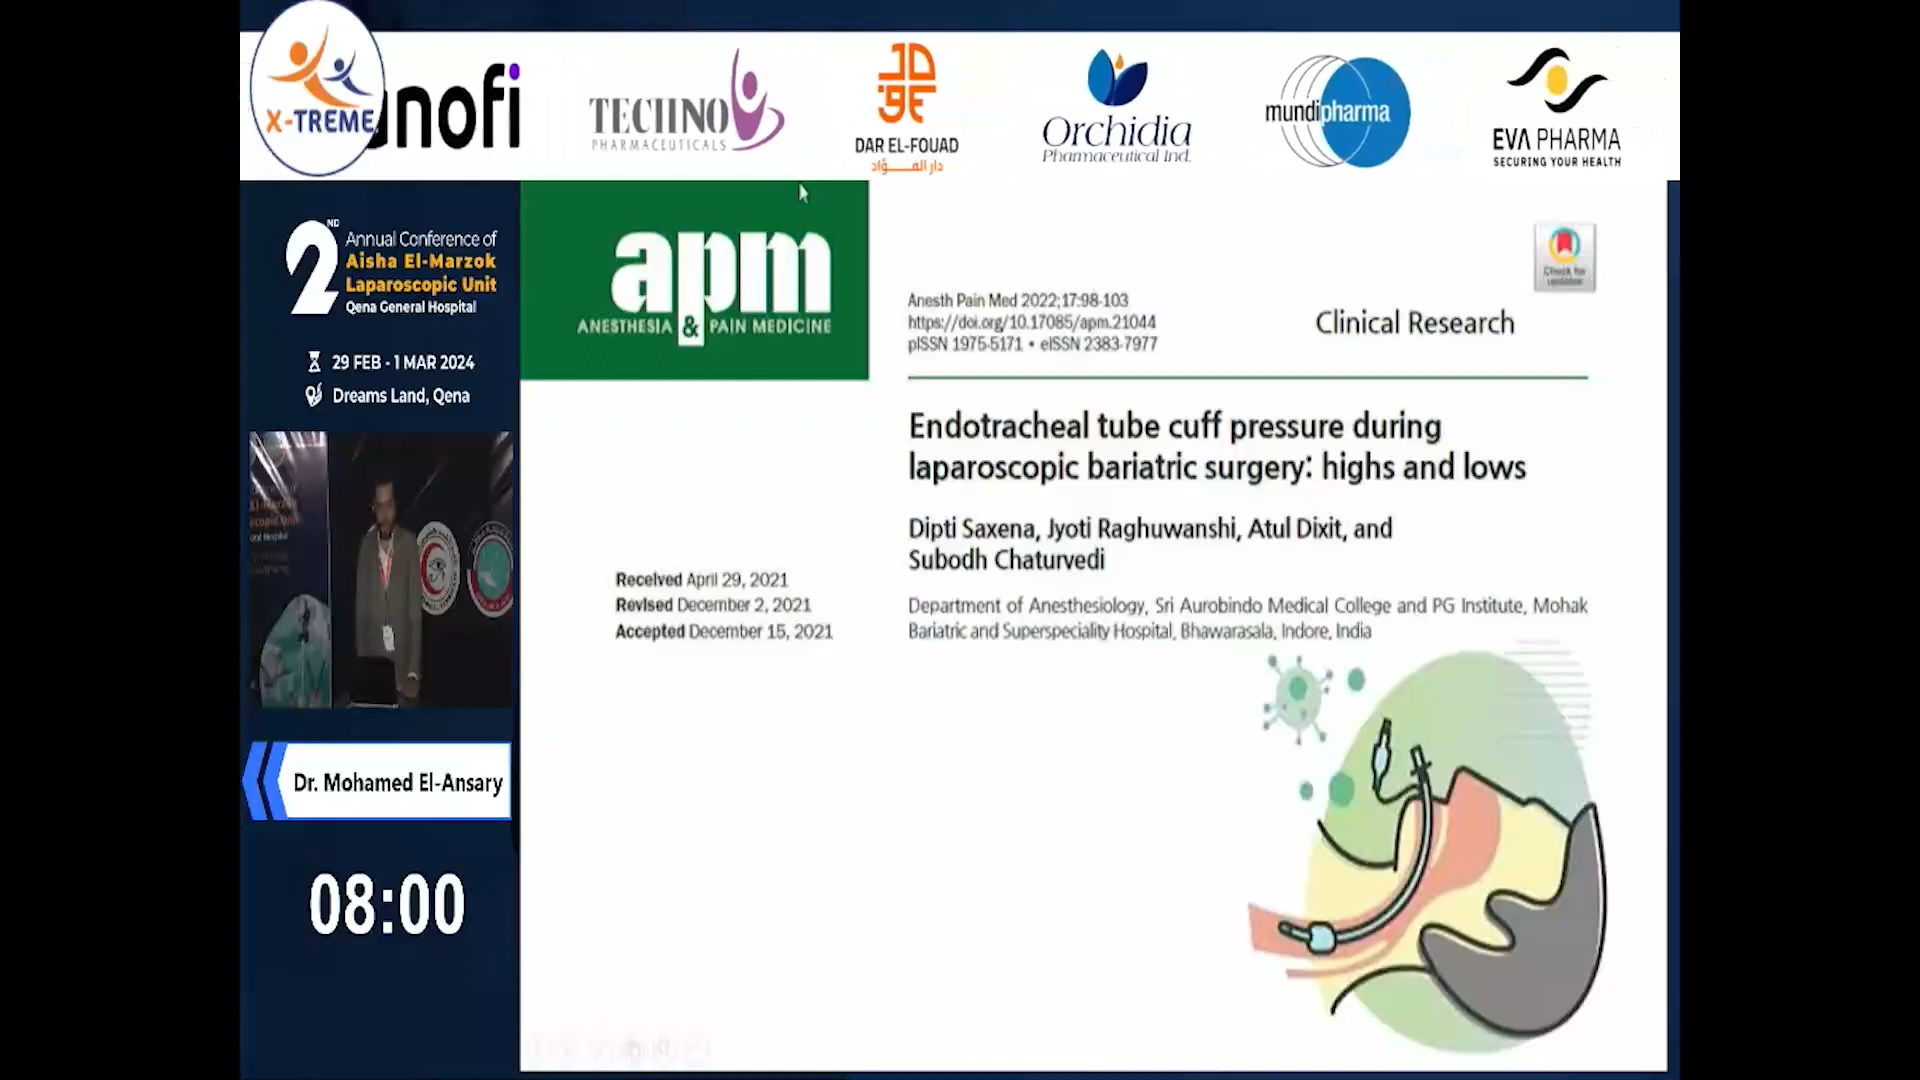 X-TREME
nofi
TECHNO
PHARMACEUTICALS
DAR EL-FOUAD
دار الفـــؤاد
Orchidia
Pharmaceutical Ind.
mundipharma
EVA PHARMA
SECURING YOUR HEALTH
2ND
Annual Conference of
Aisha El-Marzok
Laparoscopic Unit
Qena General Hospital
29 FEB - 1 MAR 2024
Dreams Land, Qena
Dr. Mohamed El-Ansary
08:00
apm
ANESTHESIA & PAIN MEDICINE
Check for
updates
Anesth Pain Med 2022;17:98-103
https://doi.org/10.17085/apm.21044
pISSN 1975-5171 • eISSN 2383-7977
Clinical Research
Endotracheal tube cuff pressure during
laparoscopic bariatric surgery: highs and lows
Dipti Saxena, Jyoti Raghuwanshi, Atul Dixit, and
Subodh Chaturvedi
Received April 29, 2021
Revised December 2, 2021
Accepted December 15, 2021
Department of Anesthesiology, Sri Aurobindo Medical College and PG Institute, Mohak
Bariatric and Superspeciality Hospital, Bhawarasala, Indore, India